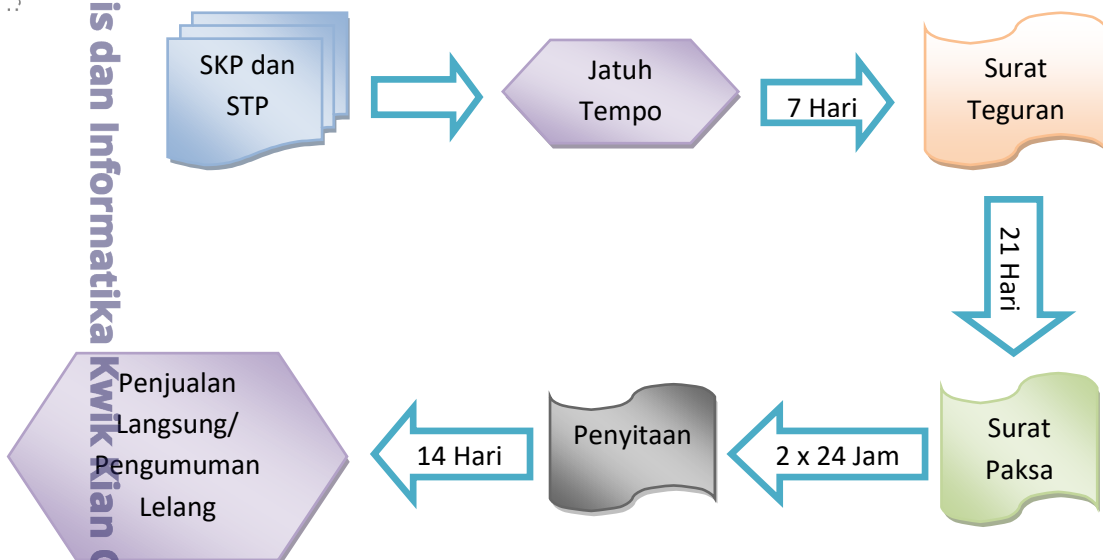 SKP dan
STP
Jatuh
Tempo
7 Hari
Surat
Teguran
21 Hari
Surat
Paksa
2 x 24 Jam
Penyitaan
14 Hari
Penjualan
Langsung/
Pengumuman
Lelang
is dan Informatika Kwik Kian